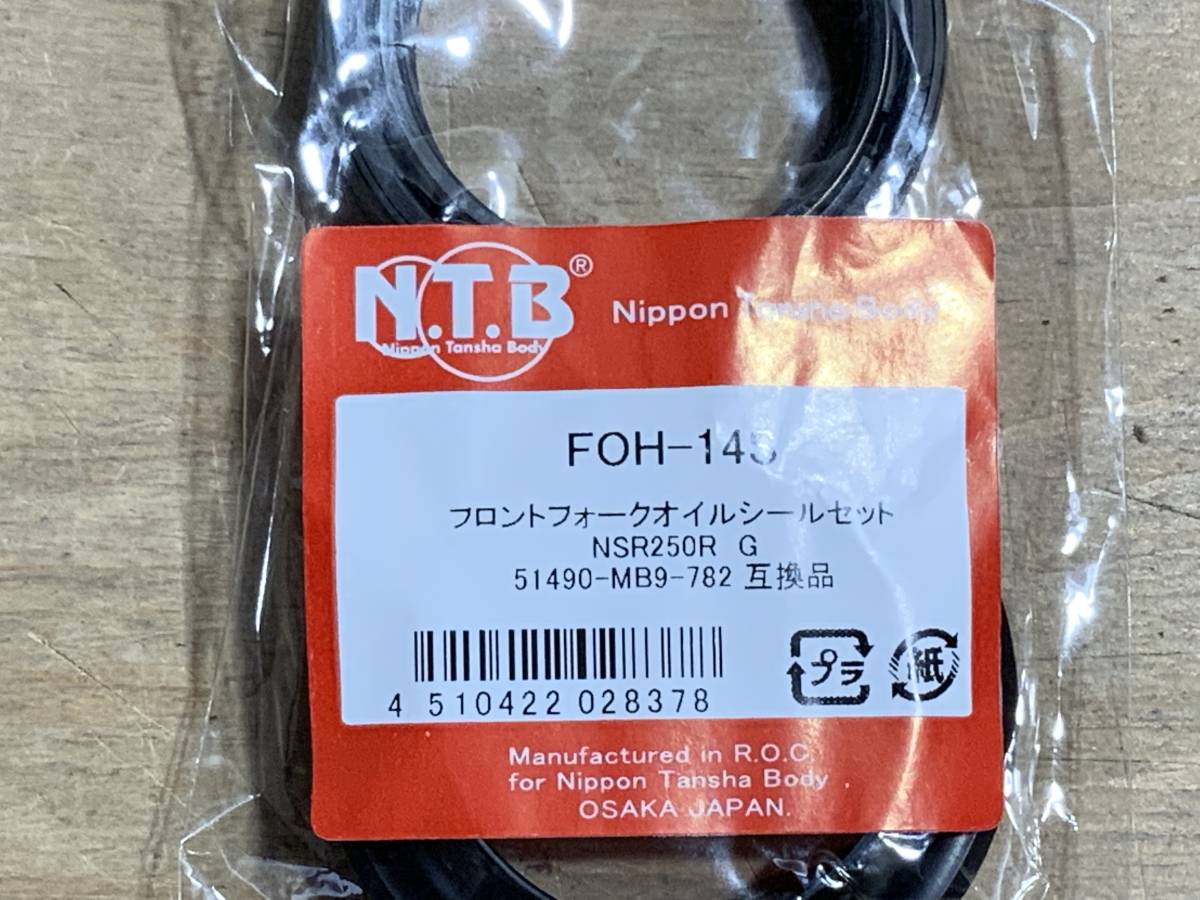 N.T.B®
Nippon Tansha Body
Nippon Tansha Body
FOH-14S
フロントフォークオイルシールセット
NSR250R G
51490-MB9-782 互換品
4 510422 028378
プラ
紙
Manufactured in R.O.C.
for Nippon Tansha Body
OSAKA JAPAN.